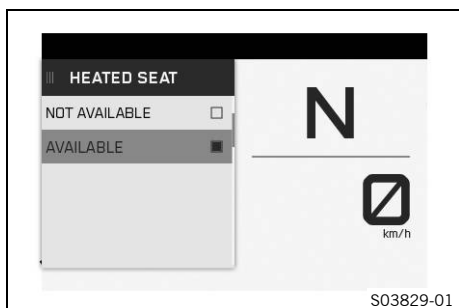 HEATED SEAT
NOT AVAILABLE
AVAILABLE
N
0
km/h
S03829-01